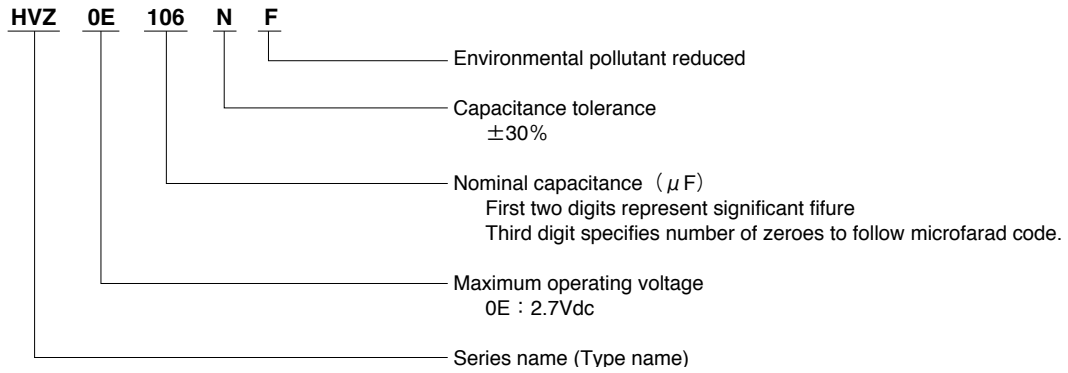 HVZ 0E 106 N F
Environmental pollutant reduced
Capacitance tolerance
±30%
Nominal capacitance (μF)
First two digits represent significant fifure
Third digit specifies number of zeroes to follow microfarad code.
Maximum operating voltage
0E：2.7Vdc
Series name (Type name)